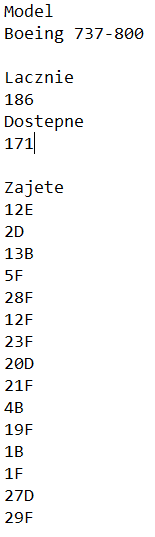 Model
Boeing 737-800
Lacznie
186
Dostepne
171
Zajete
12E
2D
13B
5F
28F
12F
23F
20D
21F
4B
19F
1B
1F
27D
29F